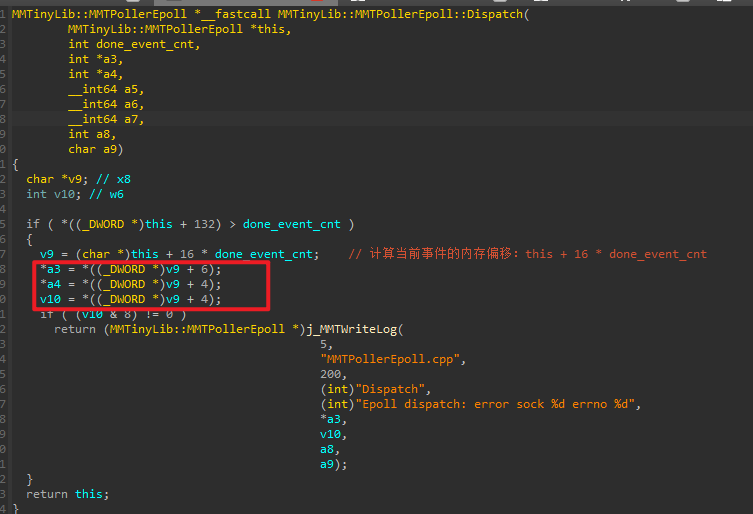 1 MMTinyLib::MMTPollerEpoll *__fastcall MMTinyLib::MMTPollerEpoll::Dispatch(
2 MMTinyLib::MMTPollerEpoll *this,
3 int done_event_cnt,
4 int *a3,
5 int *a4,
6 __int64 a5,
7 __int64 a6,
8 __int64 a7,
9 int a8,
0 char a9)
1 {
2 char *v9; // x8
3 int v10; // w6
4
5 if ( *((_DWORD *)this + 132) > done_event_cnt )
6 {
7 v9 = (char *)this + 16 * done_event_cnt; // 计算当前事件的内存偏移：this + 16 * done_event_cnt
8 *a3 = *((_DWORD *)v9 + 6);
9 *a4 = *((_DWORD *)v9 + 4);
0 v10 = *((_DWORD *)v9 + 4);
1 if ( (v10 & 8) != 0 )
2 return (MMTinyLib::MMTPollerEpoll *)j_MMTWriteLog(
3 5,
4 "MMTPollerEpoll.cpp",
5 200,
6 (int)"Dispatch",
7 (int)"Epoll dispatch: error sock %d errno %d",
8 *a3,
9 v10,
0 a8,
1 a9);
2 }
3 return this;
4 }